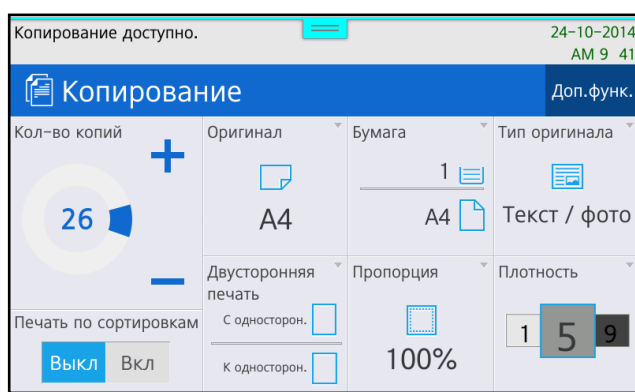 Копирование доступно.
24-10-2014
AM 9 41
Копирование
Доп.функ.
Кол-во копий
26
Оригинал
A4
Бумага
1
A4
Тип оригинала
Текст / фото
Печать по сортировкам
Выкл Вкл
Двусторонняя
печать
С односторон.
К односторон.
Пропорция
100%
Плотность
1 5 9